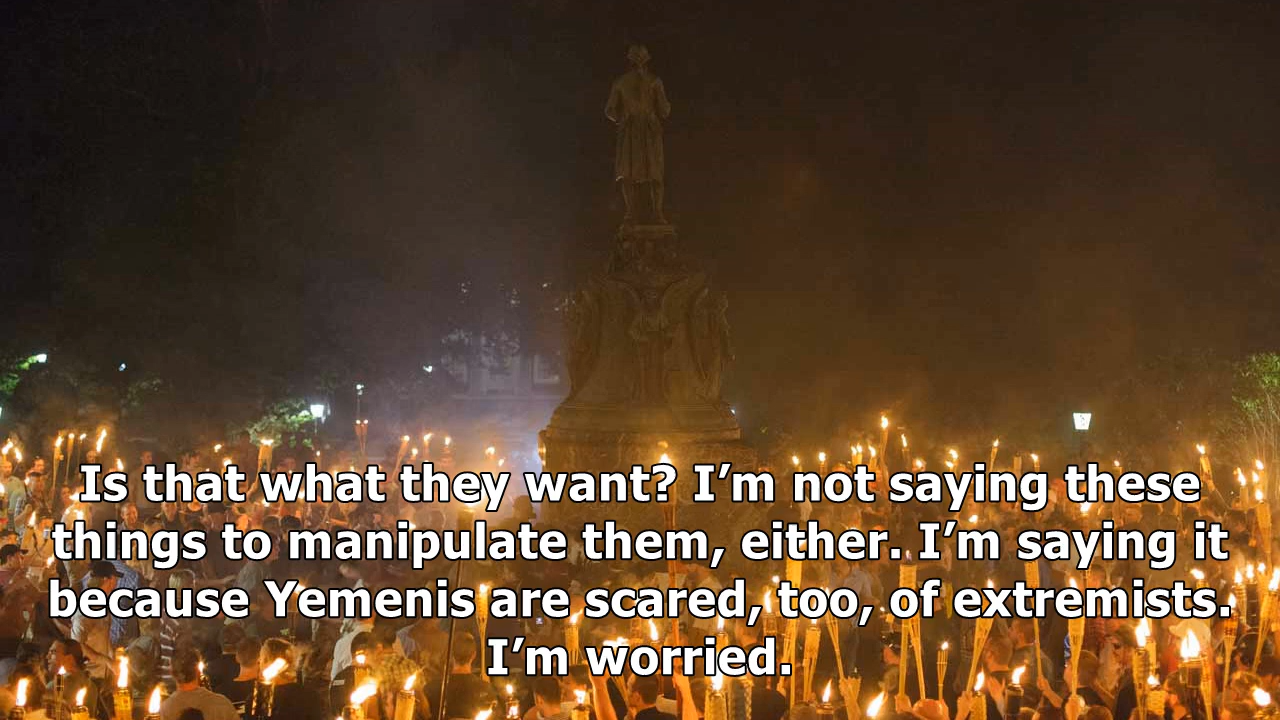 Is that what they want? I’m not saying these
things to manipulate them, either. I’m saying it
because Yemenis are scared, too, of extremists.
I’m worried.